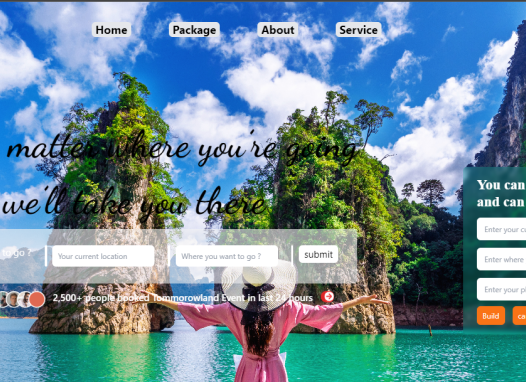 Home Package About Service
matter where you're going
we'll take you there
to go ? Your current location Where you want to go ? submit
2,500+ people booked Tommorowland Event in last 24 hours
You can
and can
Enter your cu
Enter where
Enter your p
Build ca